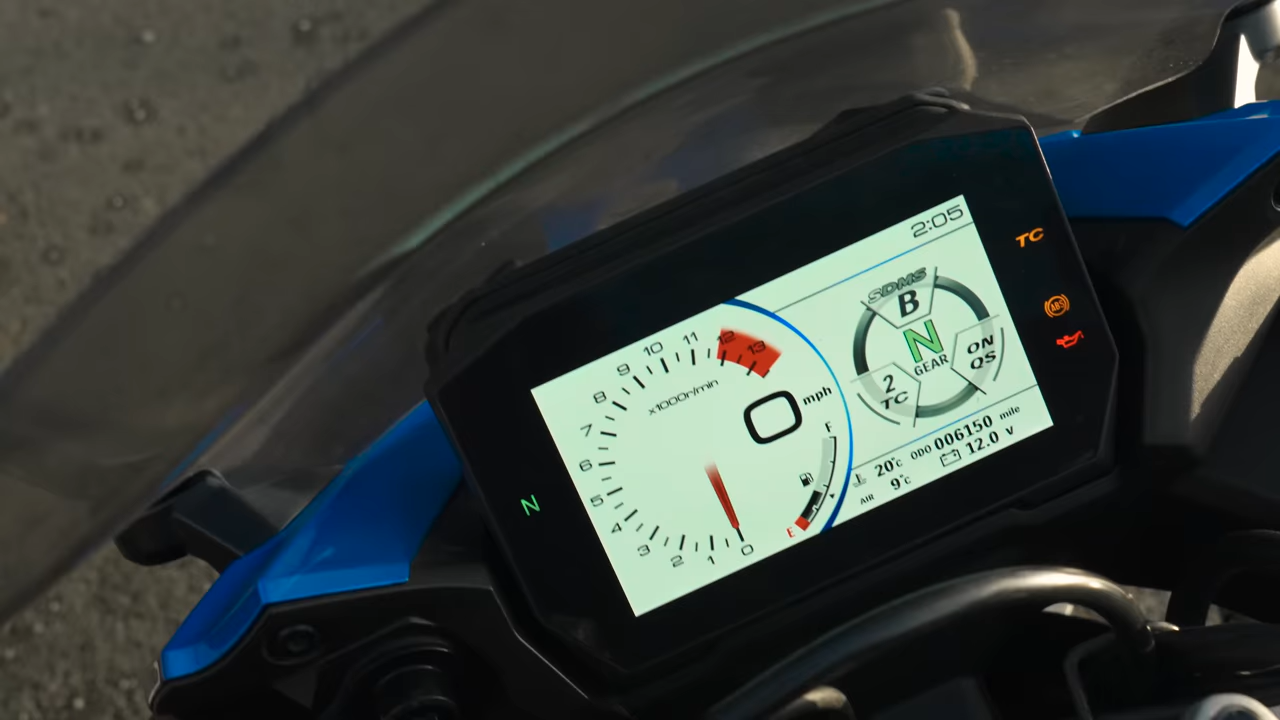 2:05
TC
SDMS
B
N
GEAR
ON
QS
2
TC
ABS
0
1
2
3
4
5
6
7
8
9
10
11
12
13
x1000r/min
0 mph
F
E
N
20°c ODO 006150 mile
AIR 9°c 12.0 v